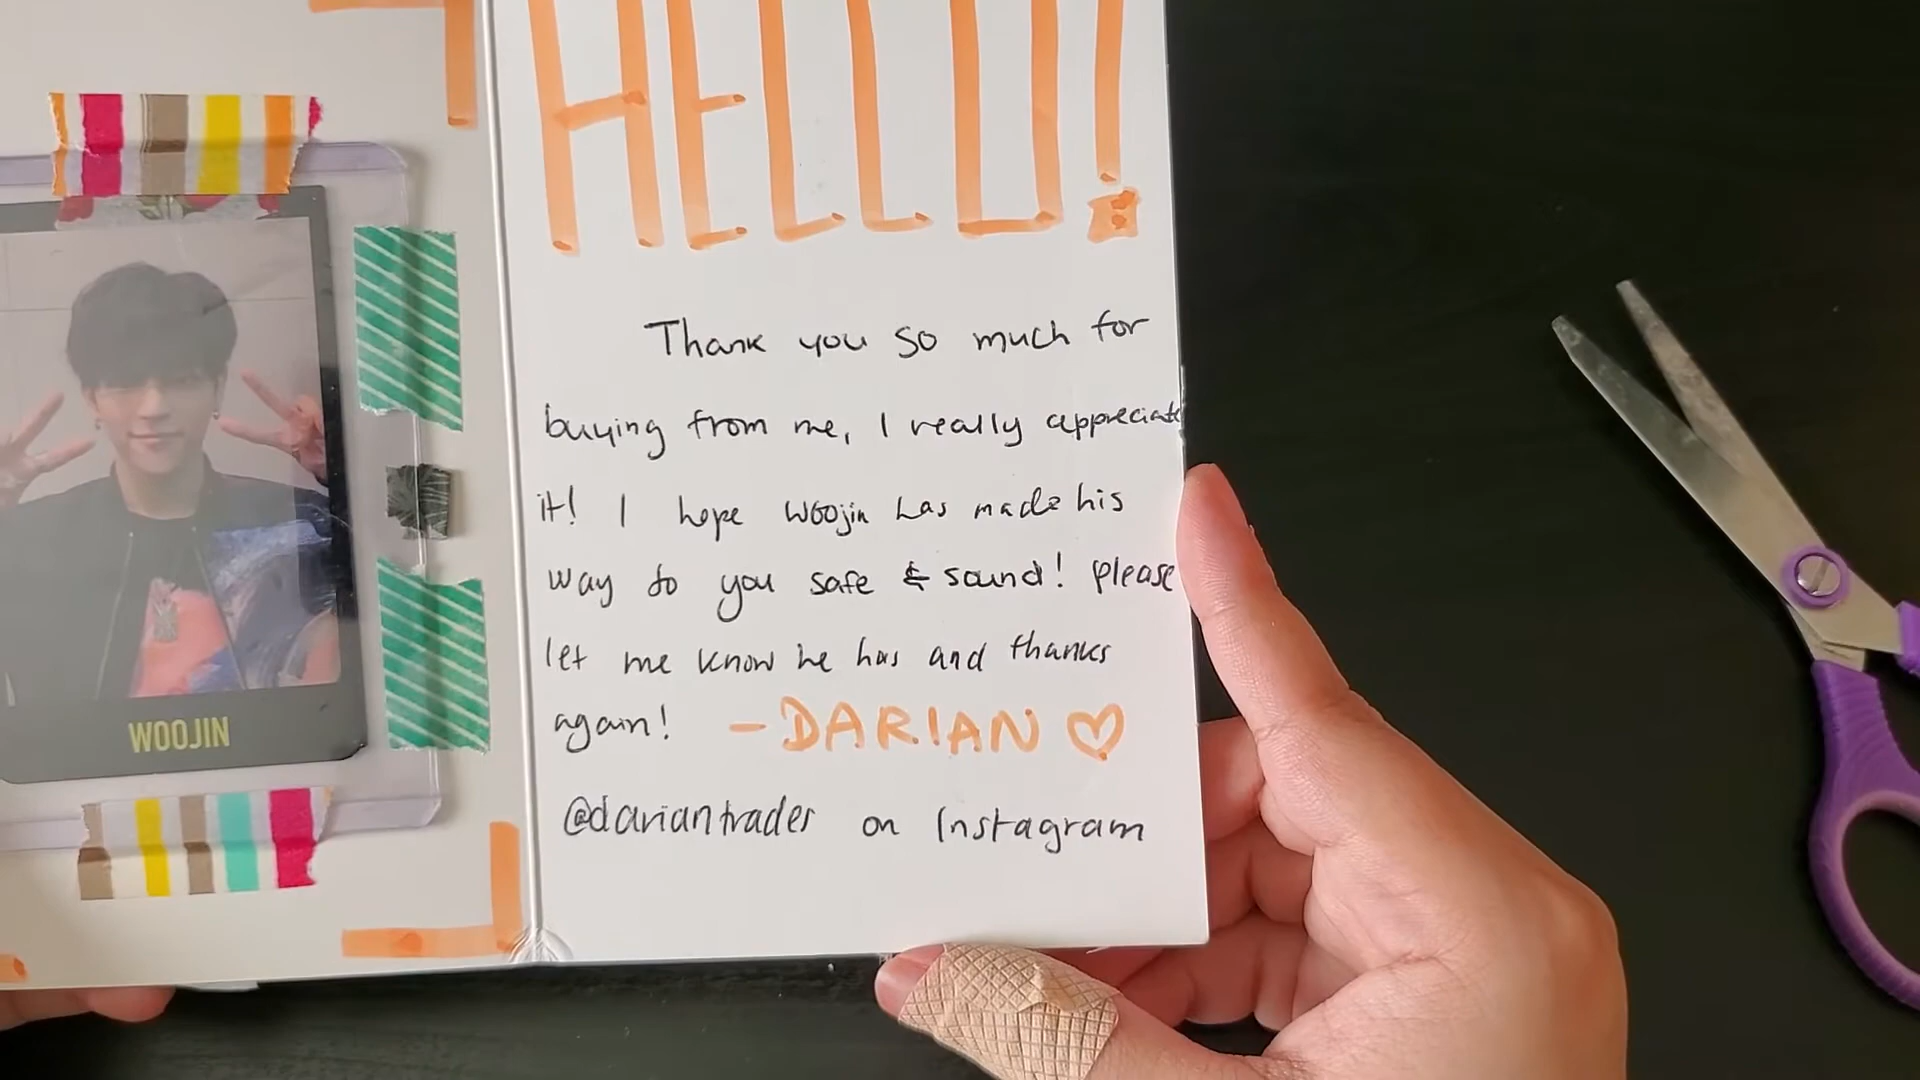 HELLO!
Thank you so much for
buying from me, I really appreciate
it! I hope Woojin has made his
way to you safe & sound! please
let me know he has and thanks
again! -DARIAN ♡
@dariantrader on Instagram
WOOJIN